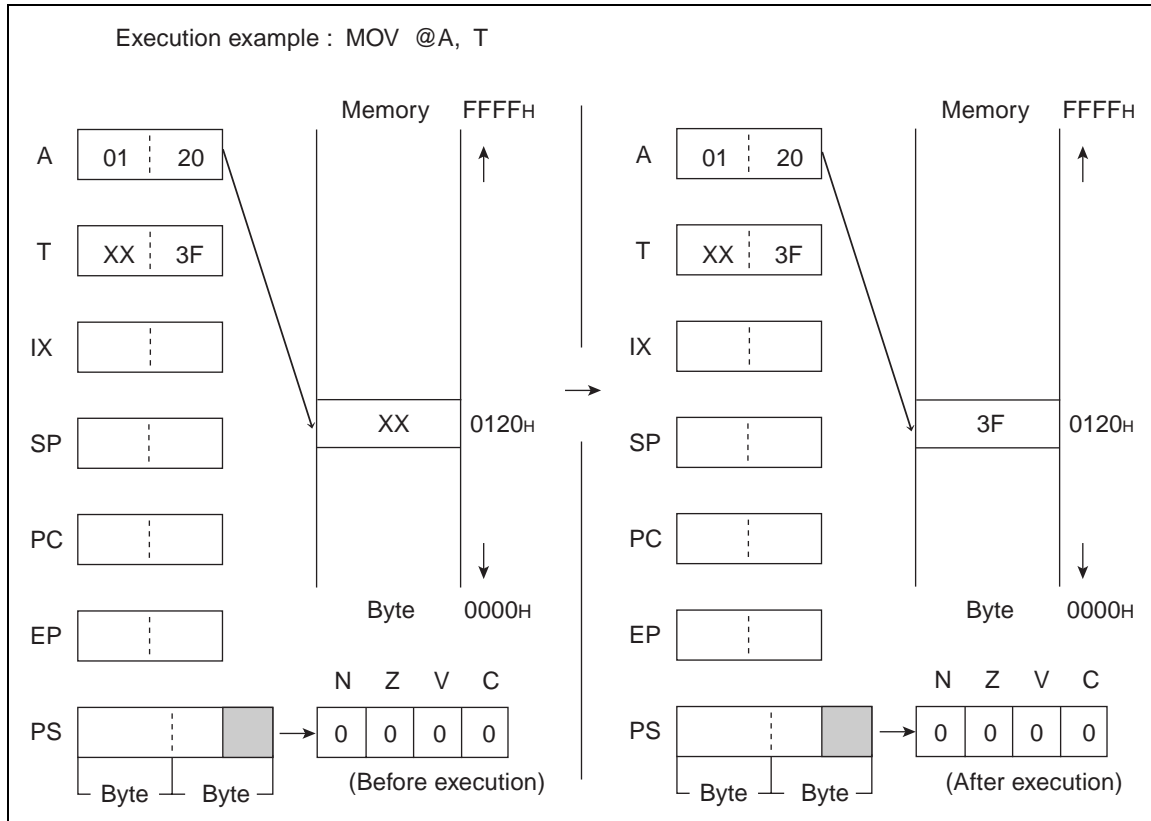 Execution example : MOV @A, T
Memory FFFFH
A 01 20
T XX 3F
IX
XX 0120H
SP
PC
Byte 0000H
EP
N Z V C
PS 0 0 0 0
(Before execution)
Byte Byte
Memory FFFFH
A 01 20
T XX 3F
IX
3F 0120H
SP
PC
Byte 0000H
EP
N Z V C
PS 0 0 0 0
(After execution)
Byte Byte